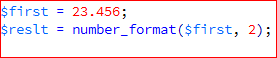 $first = 23.456;
$reslt = number_format($first, 2);